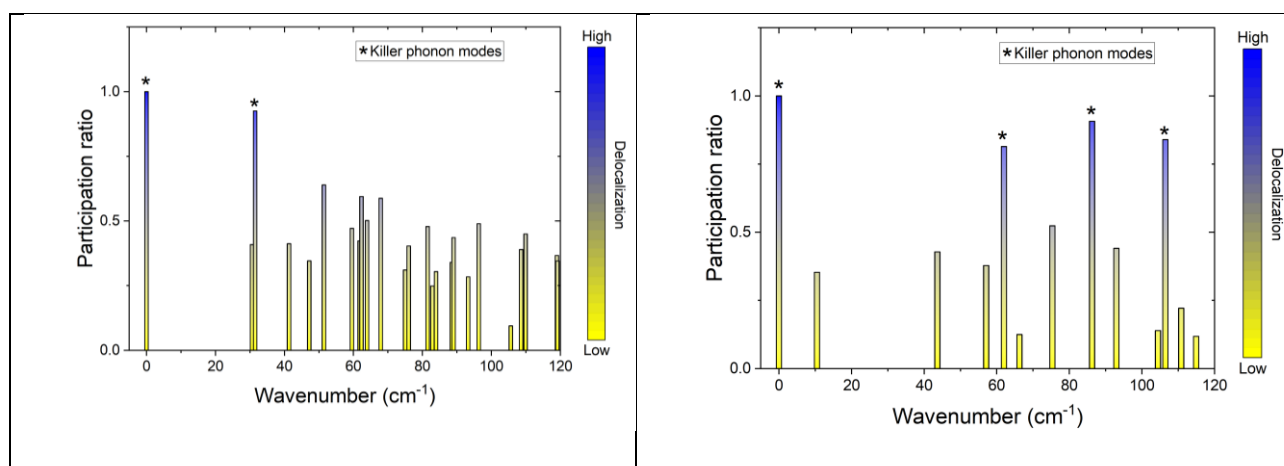 High
* Killer phonon modes
1.0
*
*
Participation ratio
0.5
0.0
Delocalization
Low
0
20
40
60
80
100
120
Wavenumber (cm⁻¹)
High
* Killer phonon modes
1.0
*
*
*
*
Participation ratio
0.5
0.0
Delocalization
Low
0
20
40
60
80
100
120
Wavenumber (cm⁻¹)